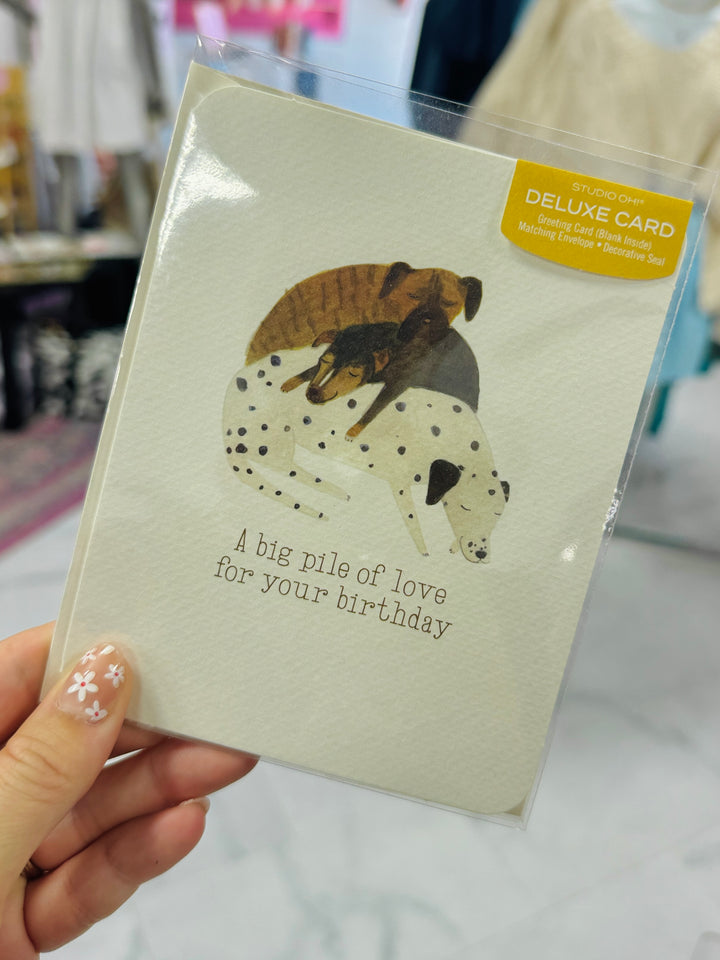 STUDIO OH!®
DELUXE CARD
Greeting Card (Blank Inside)
Matching Envelope • Decorative Seal
A big pile of love
for your birthday